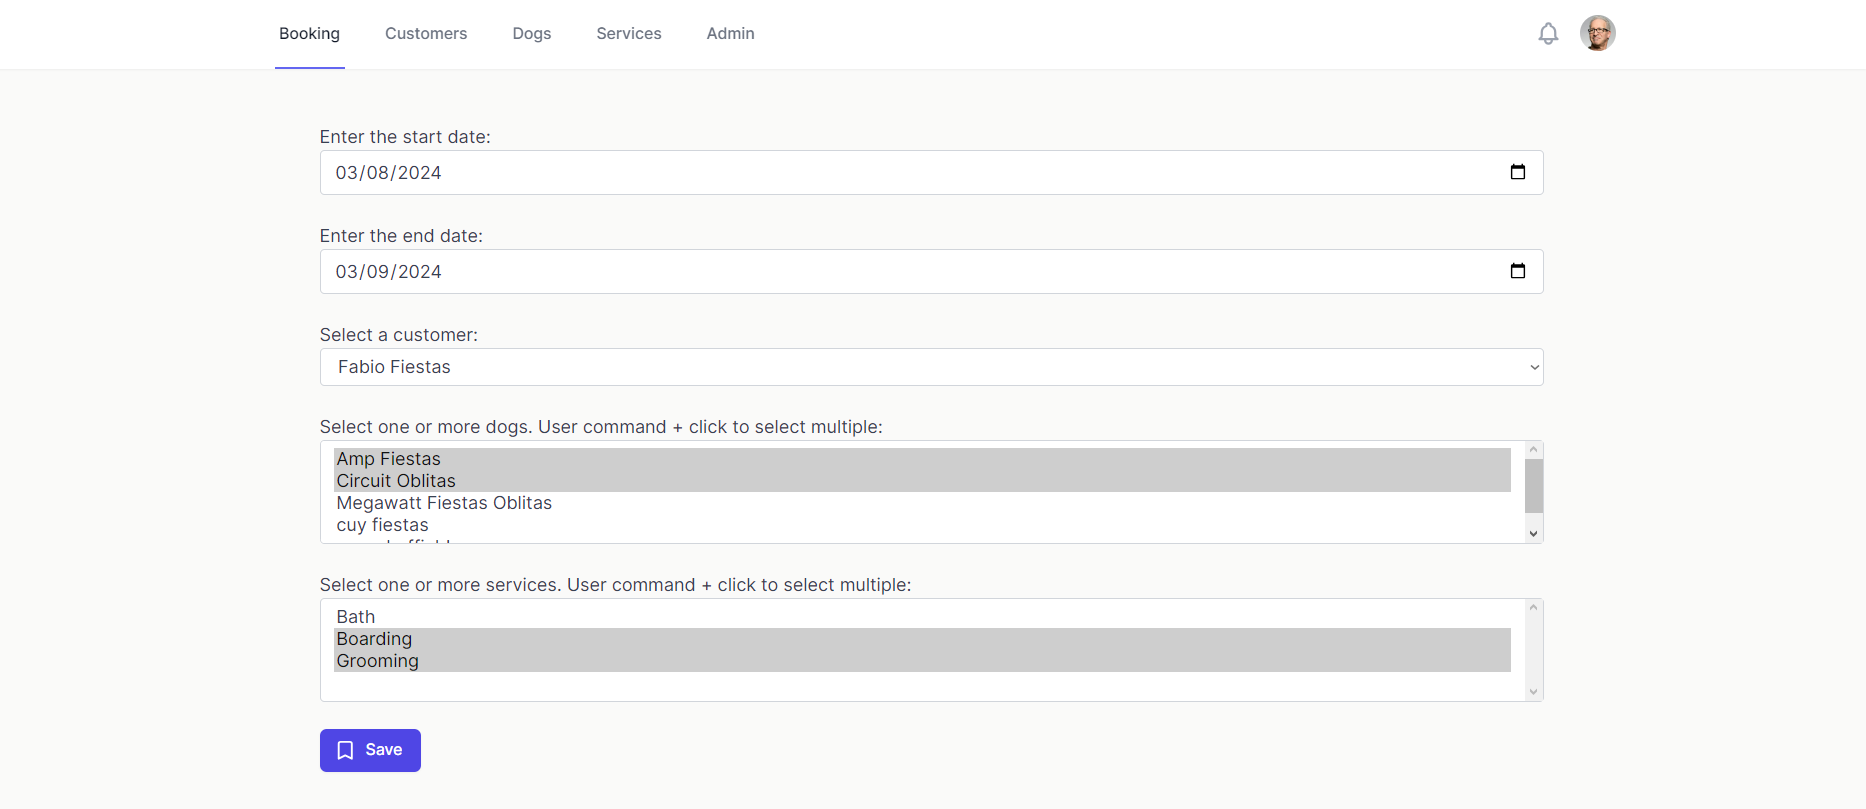 Booking Customers Dogs Services Admin
Enter the start date:
03/08/2024
Enter the end date:
03/09/2024
Select a customer:
Fabio Fiestas
Select one or more dogs. User command + click to select multiple:
Amp Fiestas
Circuit Oblitas
Megawatt Fiestas Oblitas
cuy fiestas
Select one or more services. User command + click to select multiple:
Bath
Boarding
Grooming
Save